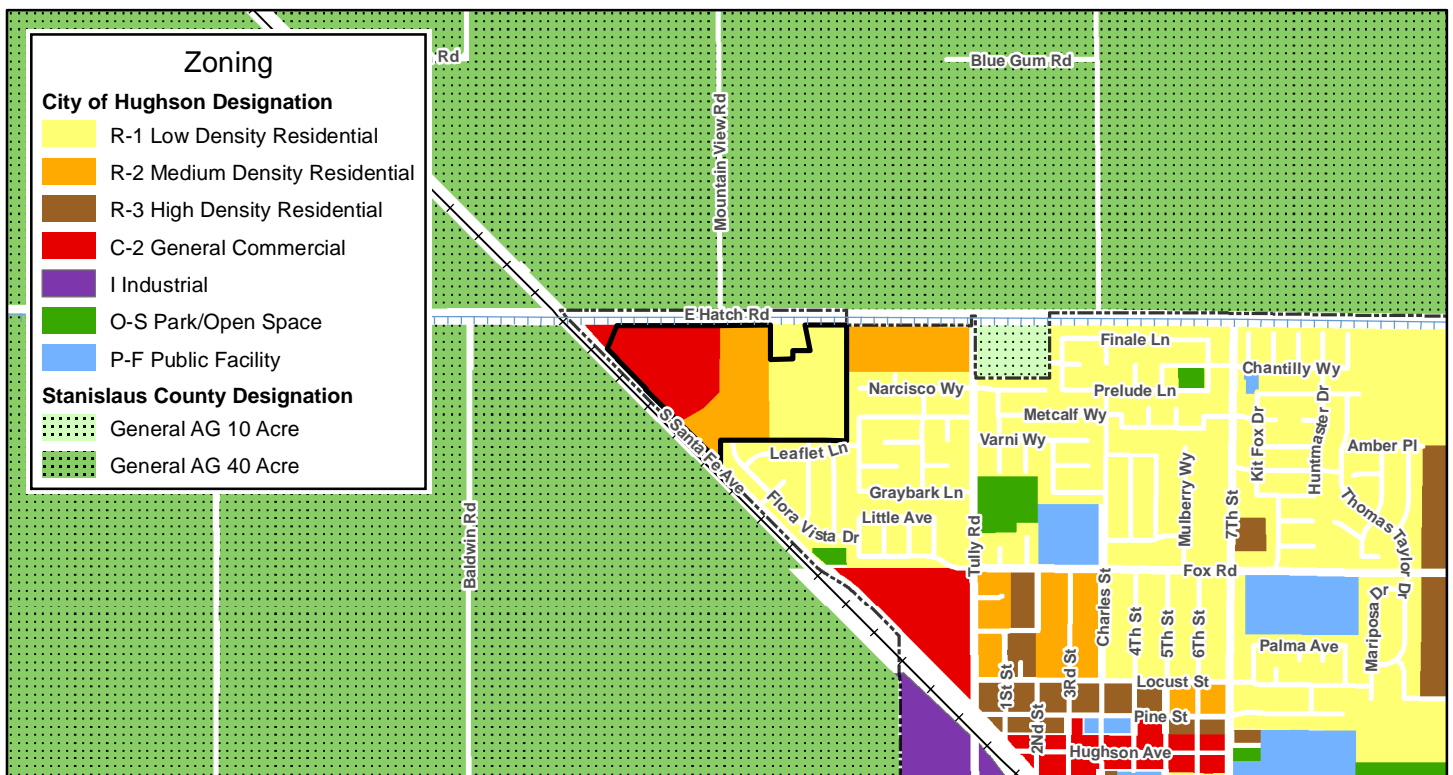 Zoning
City of Hughson Designation
R-1 Low Density Residential
R-2 Medium Density Residential
R-3 High Density Residential
C-2 General Commercial
I Industrial
O-S Park/Open Space
P-F Public Facility
Stanislaus County Designation
General AG 10 Acre
General AG 40 Acre
Rd
Blue Gum Rd
Mountain View Rd
E Hatch Rd
Finale Ln
Chantilly Wy
Narcisco Wy
Prelude Ln
Metcalf Wy
Kit Fox Dr
Huntmaster Dr
Varni Wy
Amber Pl
Leaflet Ln
S Santa Fe Ave
Mulberry Wy
7Th St
Graybark Ln
Thomas Taylor Dr
Flora Vista Dr
Little Ave
Baldwin Rd
Tully Rd
Fox Rd
Charles St
4Th St
5Th St
6Th St
Mariposa Dr
Palma Ave
3Rd St
1St St
Locust St
2Nd St
Pine St
Hughson Ave